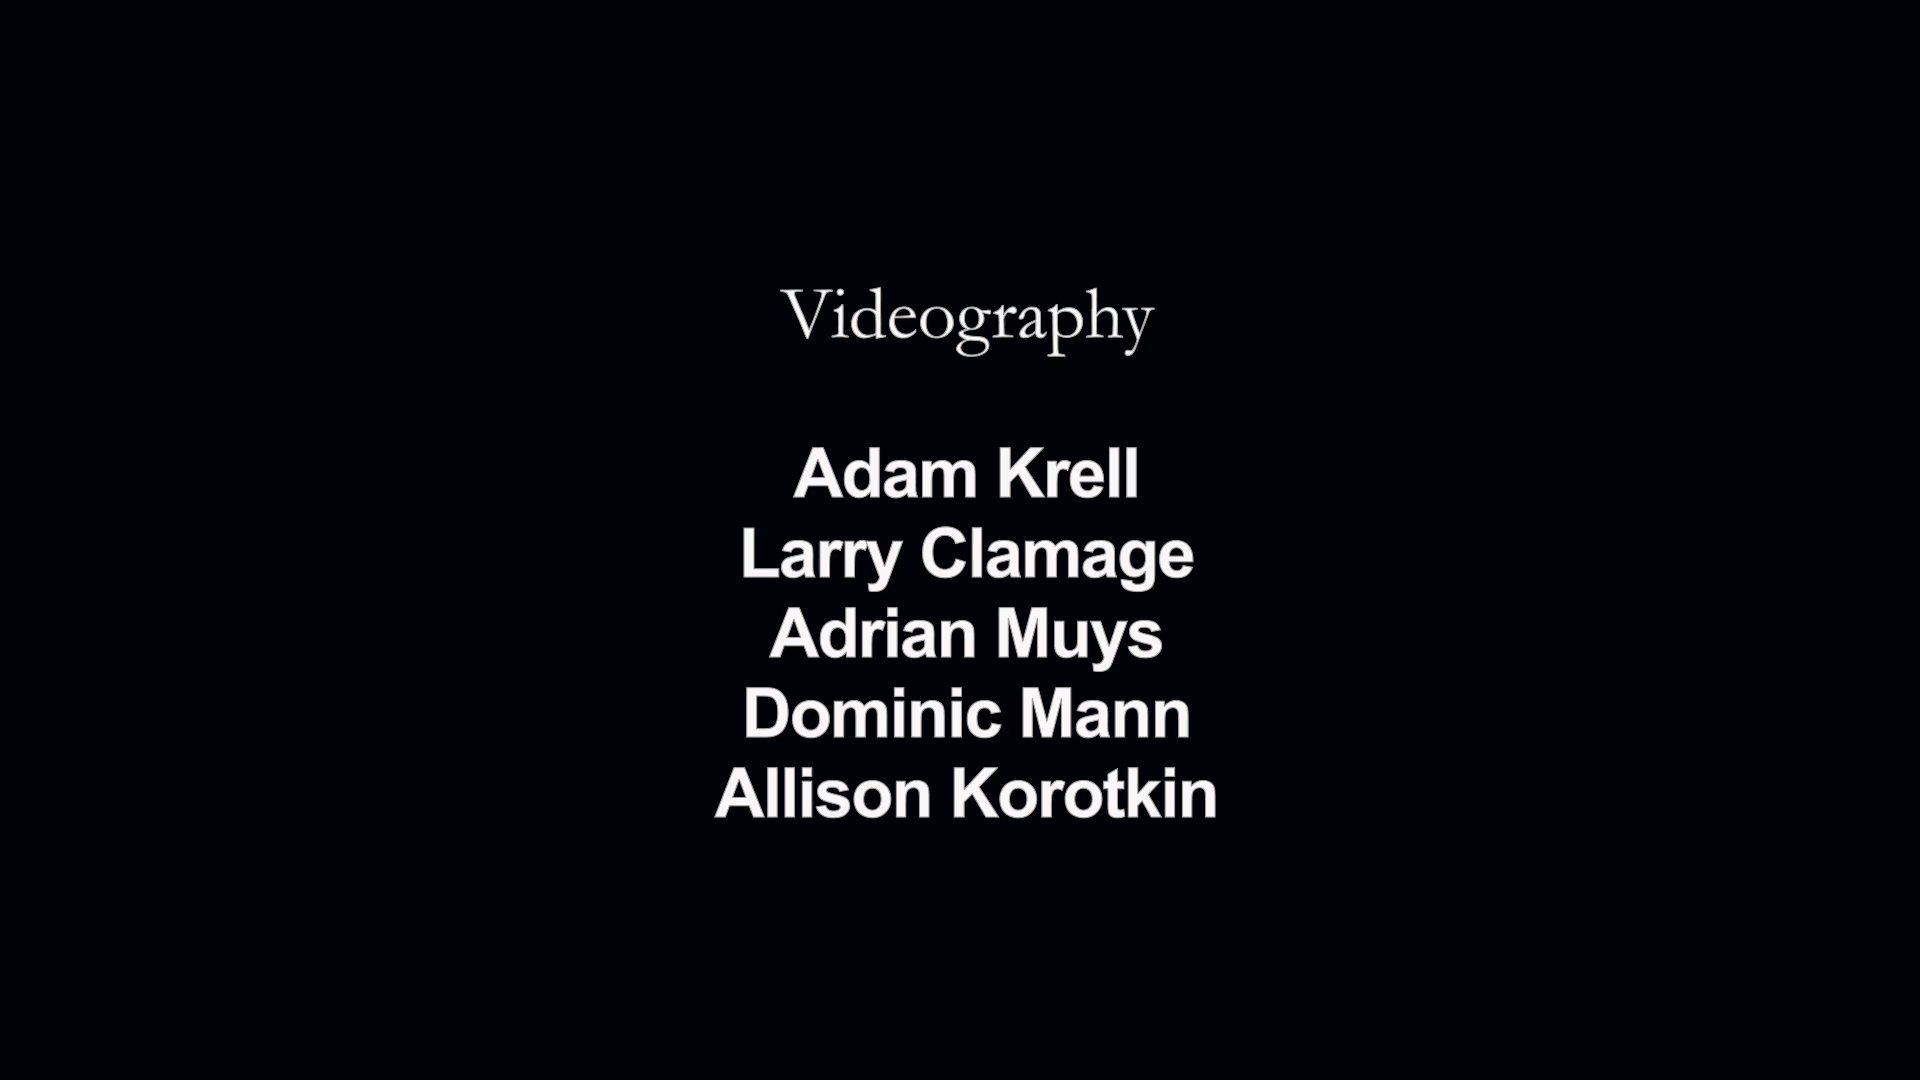 Videography
Adam Krell
Larry Clamage
Adrian Muys
Dominic Mann
Allison Korotkin